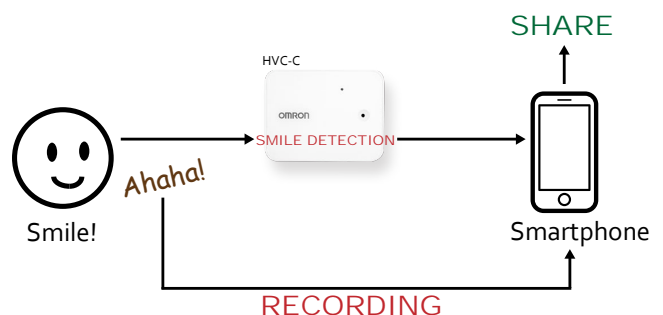 SHARE
HVC-C
OMRON
SMILE DETECTION
Ahaha!
Smile!
Smartphone
RECORDING